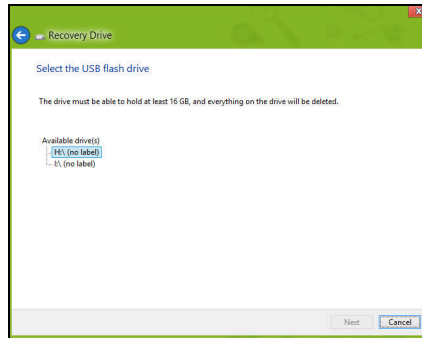 Recovery Drive
Select the USB flash drive
The drive must be able to hold at least 16 GB, and everything on the drive will be deleted.
Available drive(s)
H:\ (no label)
I:\ (no label)
Next Cancel